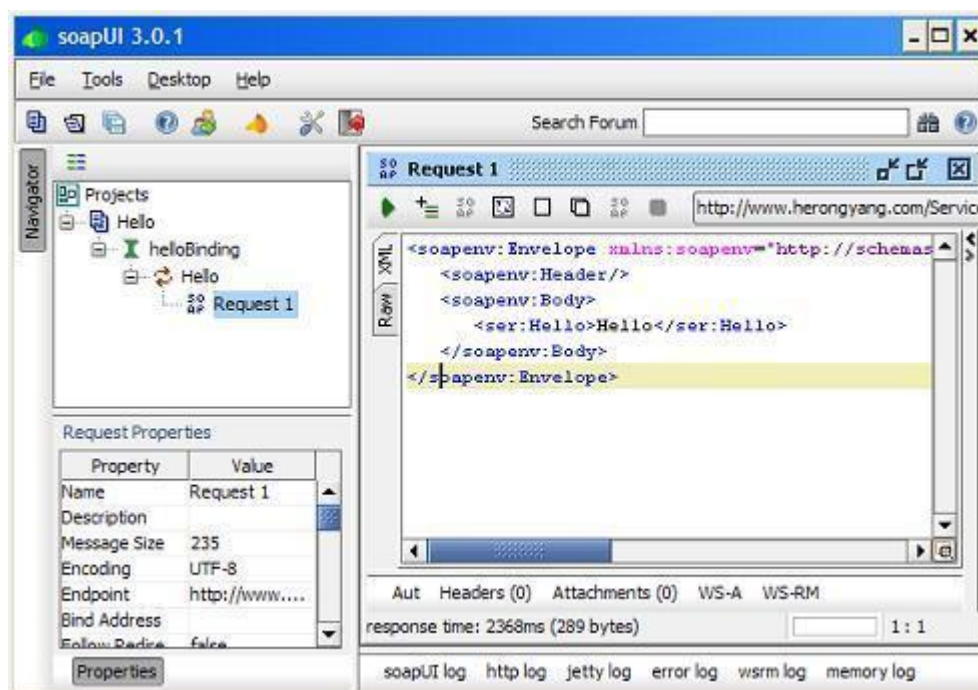 soapUI 3.0.1
File Tools Desktop Help
Search Forum
Navigator
Projects
Hello
helloBinding
Hello
Request 1
Request Properties
Property Value
Name Request 1
Description
Message Size 235
Encoding UTF-8
Endpoint http://www....
Bind Address
Follow Redire false
Properties
Request 1
http://www.herongyang.com/Servic
XML
Raw
<soapenv:Envelope xmlns:soapenv="http://schemas
<soapenv:Header/>
<soapenv:Body>
<ser:Hello>Hello</ser:Hello>
</soapenv:Body>
</soapenv:Envelope>
Aut Headers (0) Attachments (0) WS-A WS-RM
response time: 2368ms (289 bytes) 1 : 1
soapUI log http log jetty log error log wsrm log memory log